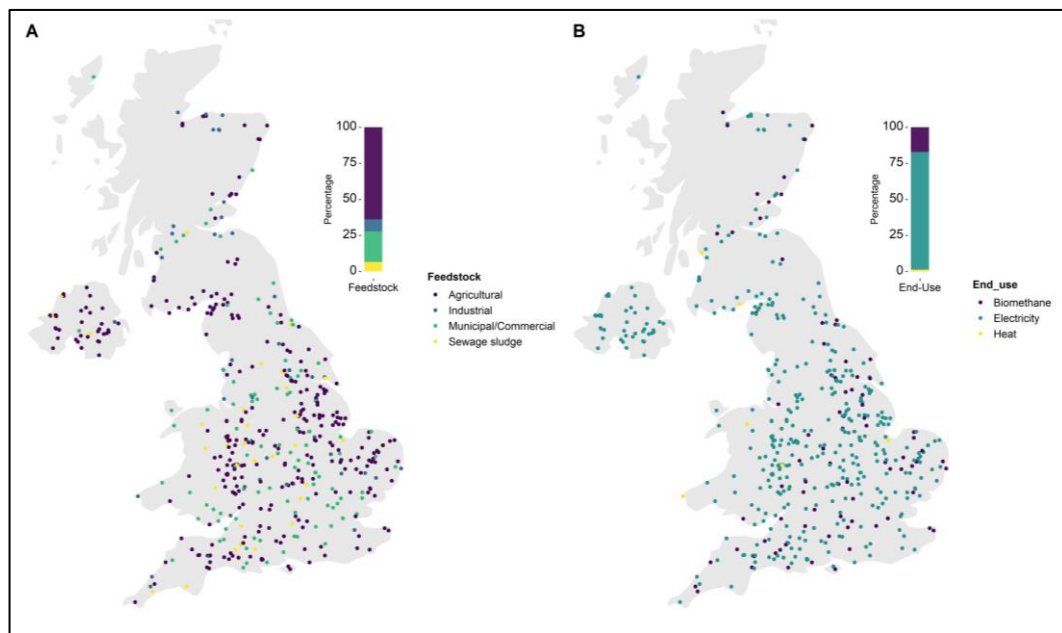 A
100
75
50
25
0
Percentage
Feedstock
Feedstock
Agricultural
Industrial
Municipal/Commercial
Sewage sludge
B
100
75
50
25
0
Percentage
End-Use
End_use
Biomethane
Electricity
Heat